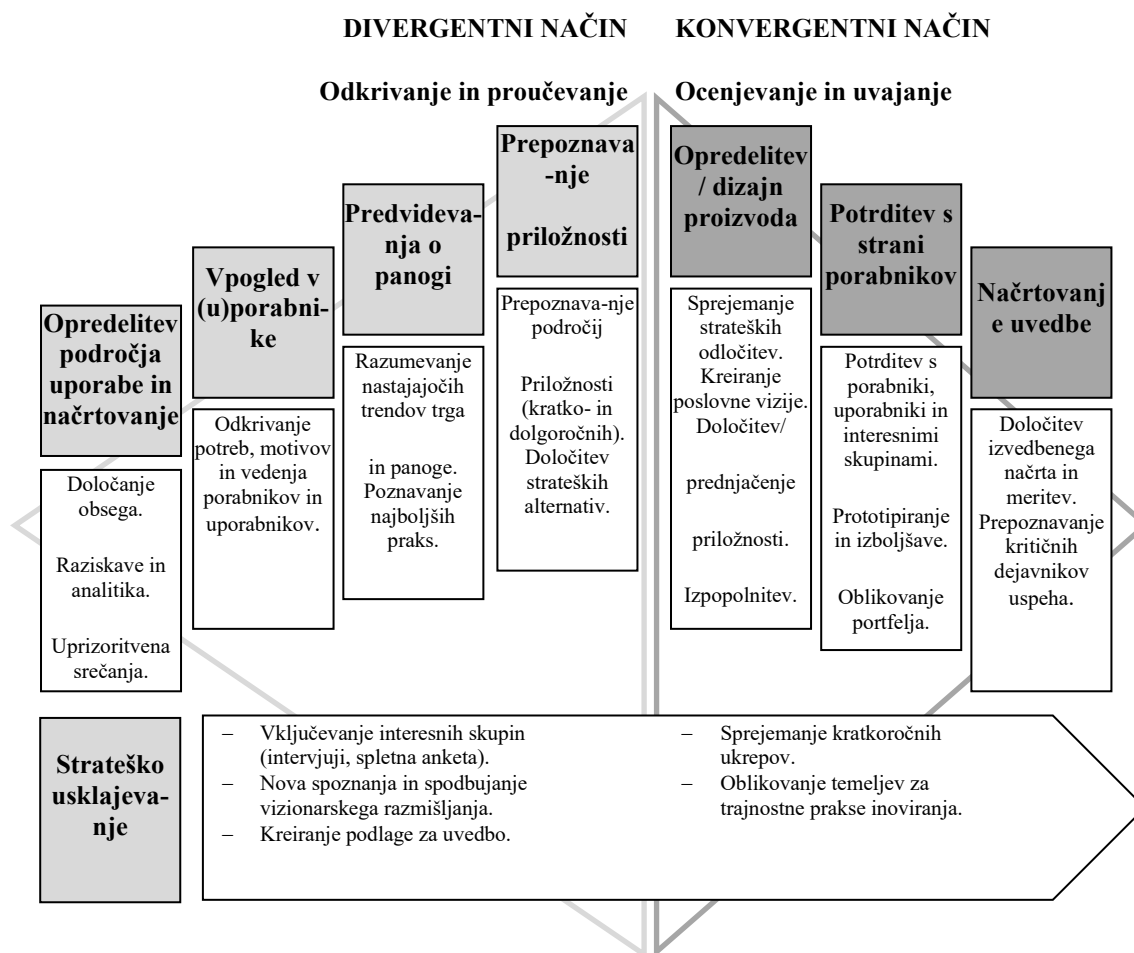 DIVERGENTNI NAČIN
KONVERGENTNI NAČIN
Odkrivanje in proučevanje
Ocenjevanje in uvajanje
Opredelitev
področja
uporabe in
načrtovanje
Določanje
obsega.
Raziskave in
analitika.
Uprizoritvena
srečanja.
Vpogled v
(u)porabni-
ke
Odkrivanje
potreb, motivov
in vedenja
porabnikov in
uporabnikov.
Predvideva-
nja o
panogi
Razumevanje
nastajajočih
trendov trga
in panoge.
Poznavanje
najboljših
praks.
Prepoznava
-nje
priložnosti
Prepoznava-nje
področij
Priložnosti
(kratko- in
dolgoročnih).
Določitev
strateških
alternativ.
Opredelitev
/ dizajn
proizvoda
Sprejemanje
strateških
odločitev.
Kreiranje
poslovne vizije.
Določitev/
prednjačenje
priložnosti.
Izpopolnitev.
Potrditev s
strani
porabnikov
Potrditev s
porabniki,
uporabniki in
interesnimi
skupinami.
Prototipiranje
in izboljšave.
Oblikovanje
portfelja.
Načrtovanj
e uvedbe
Določitev
izvedbenega
načrta in
meritev.
Prepoznavanje
kritičnih
dejavnikov
uspeha.
Strateško
usklajeva-
nje
– Vključevanje interesnih skupin
(intervjuji, spletna anketa).
– Nova spoznanja in spodbujanje
vizionarskega razmišljanja.
– Kreiranje podlage za uvedbo.
– Sprejemanje kratkoročnih
ukrepov.
– Oblikovanje temeljev za
trajnostne prakse inoviranja.